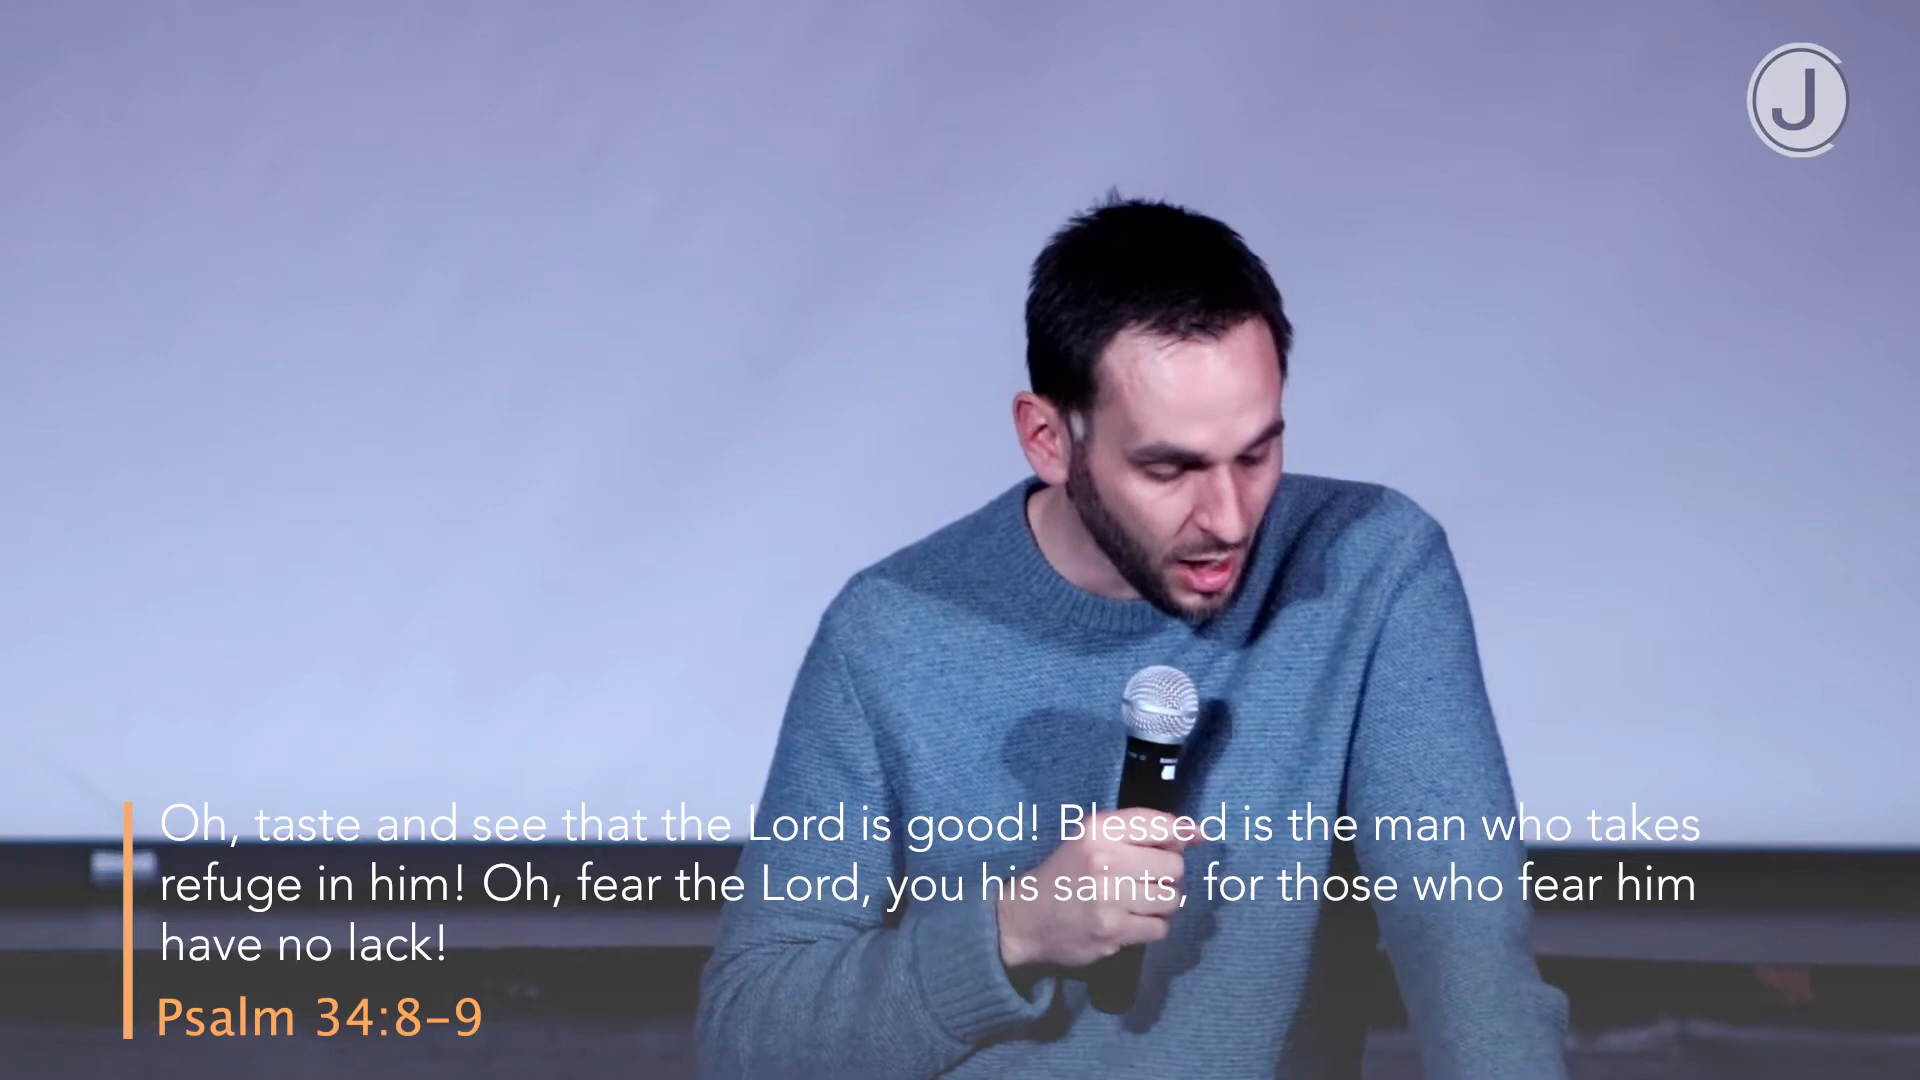 J
Oh, taste and see that the Lord is good! Blessed is the man who takes
refuge in him! Oh, fear the Lord, you his saints, for those who fear him
have no lack!
Psalm 34:8–9